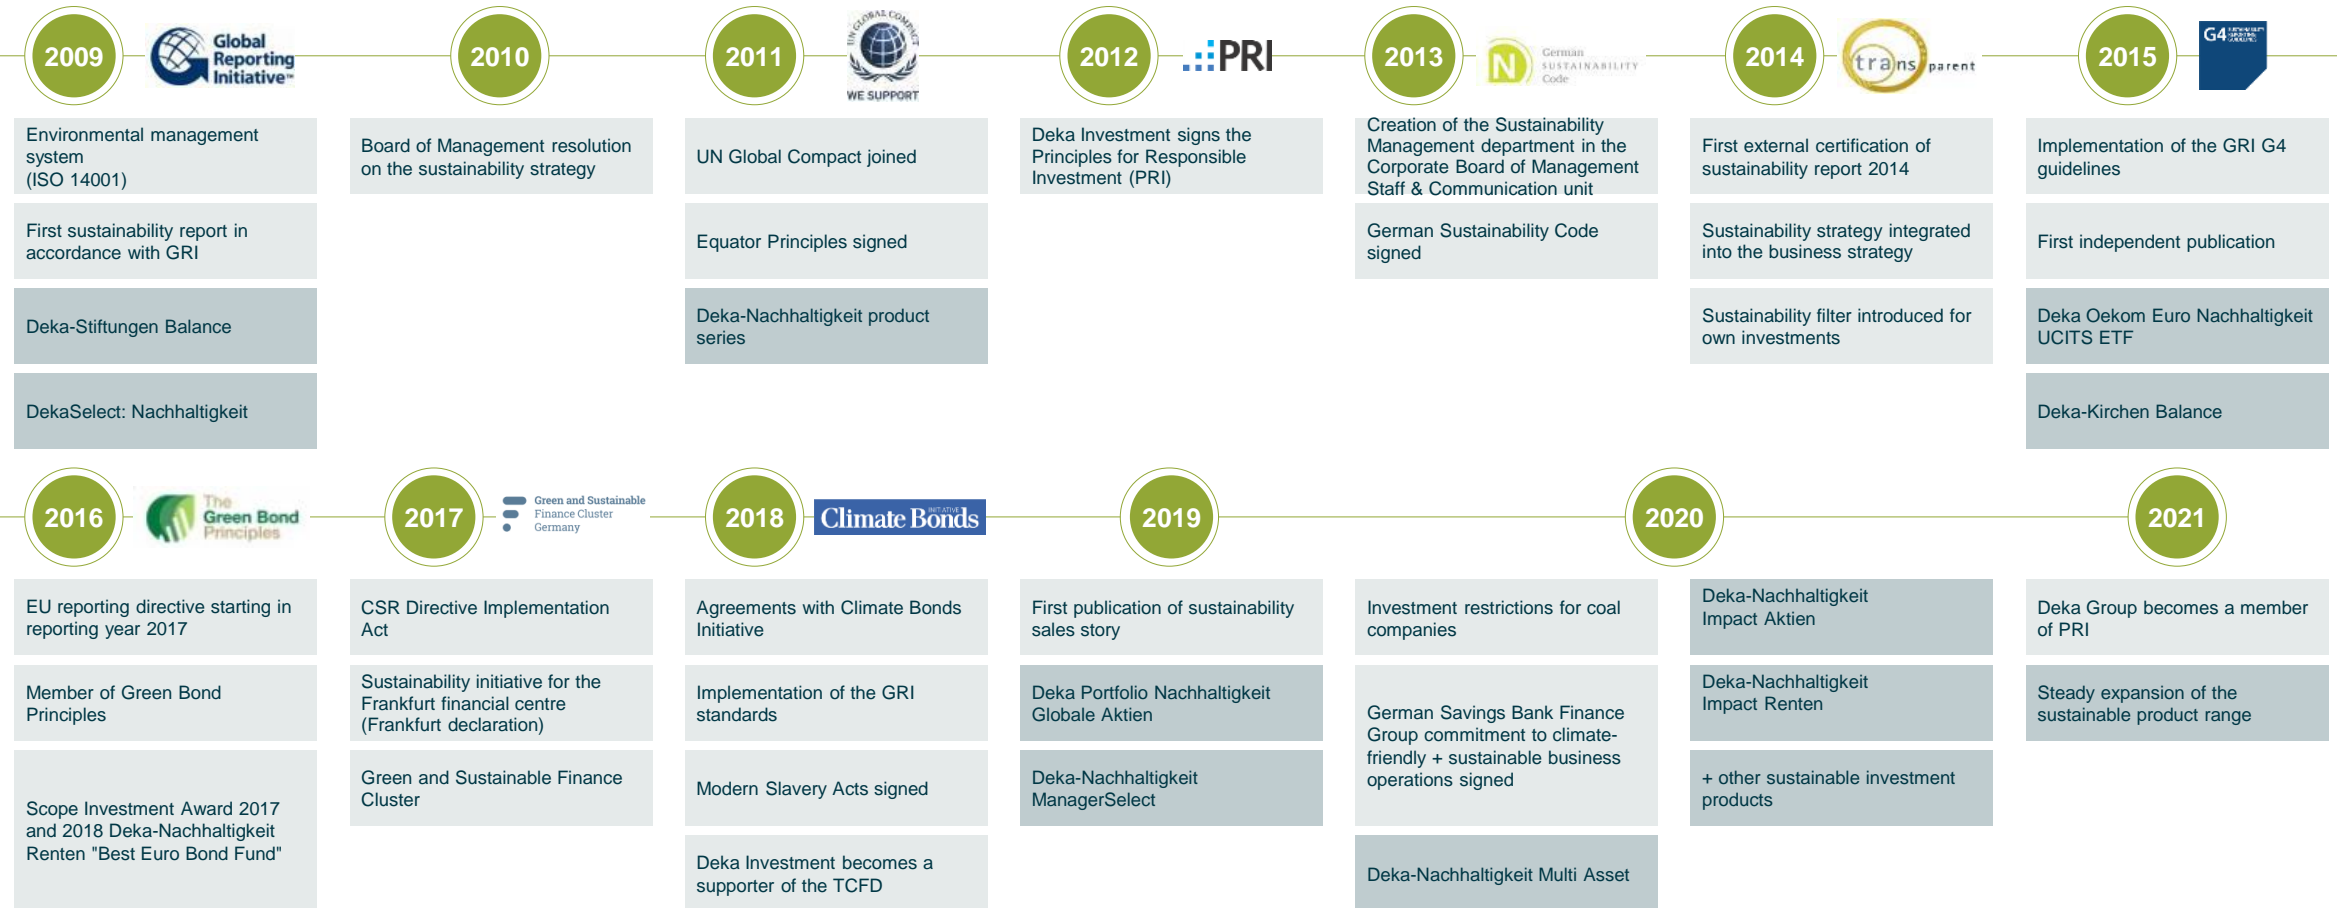 2009
Global
Reporting
Initiative™
2010
2011
UN GLOBAL COMPACT
WE SUPPORT
2012
PRI
2013
N
German
SUSTAINABILITY
Code
2014
transparent
2015
G4 SUSTAINABILITY
REPORTING
GUIDELINES
Environmental management
system
(ISO 14001)
First sustainability report in
accordance with GRI
Deka-Stiftungen Balance
DekaSelect: Nachhaltigkeit
Board of Management resolution
on the sustainability strategy
UN Global Compact joined
Equator Principles signed
Deka-Nachhaltigkeit product
series
Deka Investment signs the
Principles for Responsible
Investment (PRI)
Creation of the Sustainability
Management department in the
Corporate Board of Management
Staff & Communication unit
German Sustainability Code
signed
First external certification of
sustainability report 2014
Sustainability strategy integrated
into the business strategy
Sustainability filter introduced for
own investments
Implementation of the GRI G4
guidelines
First independent publication
Deka Oekom Euro Nachhaltigkeit
UCITS ETF
Deka-Kirchen Balance
2016
The
Green Bond
Principles
2017
Green and Sustainable
Finance Cluster
Germany
2018
Climate Bonds
INITIATIVE
2019
2020
2021
EU reporting directive starting in
reporting year 2017
Member of Green Bond
Principles
Scope Investment Award 2017
and 2018 Deka-Nachhaltigkeit
Renten "Best Euro Bond Fund"
CSR Directive Implementation
Act
Sustainability initiative for the
Frankfurt financial centre
(Frankfurt declaration)
Green and Sustainable Finance
Cluster
Agreements with Climate Bonds
Initiative
Implementation of the GRI
standards
Modern Slavery Acts signed
Deka Investment becomes a
supporter of the TCFD
First publication of sustainability
sales story
Deka Portfolio Nachhaltigkeit
Globale Aktien
Deka-Nachhaltigkeit
ManagerSelect
Investment restrictions for coal
companies
German Savings Bank Finance
Group commitment to climate-
friendly + sustainable business
operations signed
Deka-Nachhaltigkeit Multi Asset
Deka-Nachhaltigkeit
Impact Aktien
Deka-Nachhaltigkeit
Impact Renten
+ other sustainable investment
products
Deka Group becomes a member
of PRI
Steady expansion of the
sustainable product range